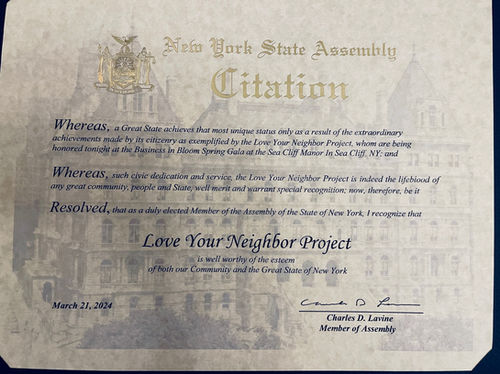 New York State Assembly
Citation
Whereas, a Great State achieves that most unique status only as a result of the extraordinary
achievements made by its citizenry as exemplified by the Love Your Neighbor Project, whom are being
honored tonight at the Business in Bloom Spring Gala at the Sea Cliff Manor In Sea Cliff, NY; and
Whereas, such civic dedication and service, the Love Your Neighbor Project is indeed the lifeblood of
any great community, people and State, well merit and warrant special recognition; now, therefore, be it
Resolved, that as a duly elected Member of the Assembly of the State of New York, I recognize that
Love Your Neighbor Project
is well worthy of the esteem
of both our Community and the Great State of New York
March 21, 2024
Charles D. Lavine
Member of Assembly